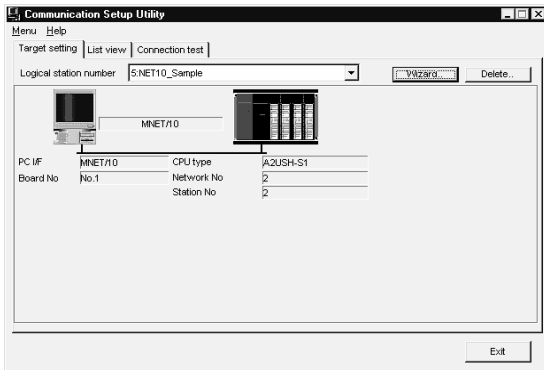 Communication Setup Utility
Menu Help
Target setting List view Connection test
Logical station number 5:NET10_Sample Wizard... Delete..
MNET/10
PC I/F MNET/10 CPU type A2USH-S1
Board No No.1 Network No 2
Station No 2
Exit